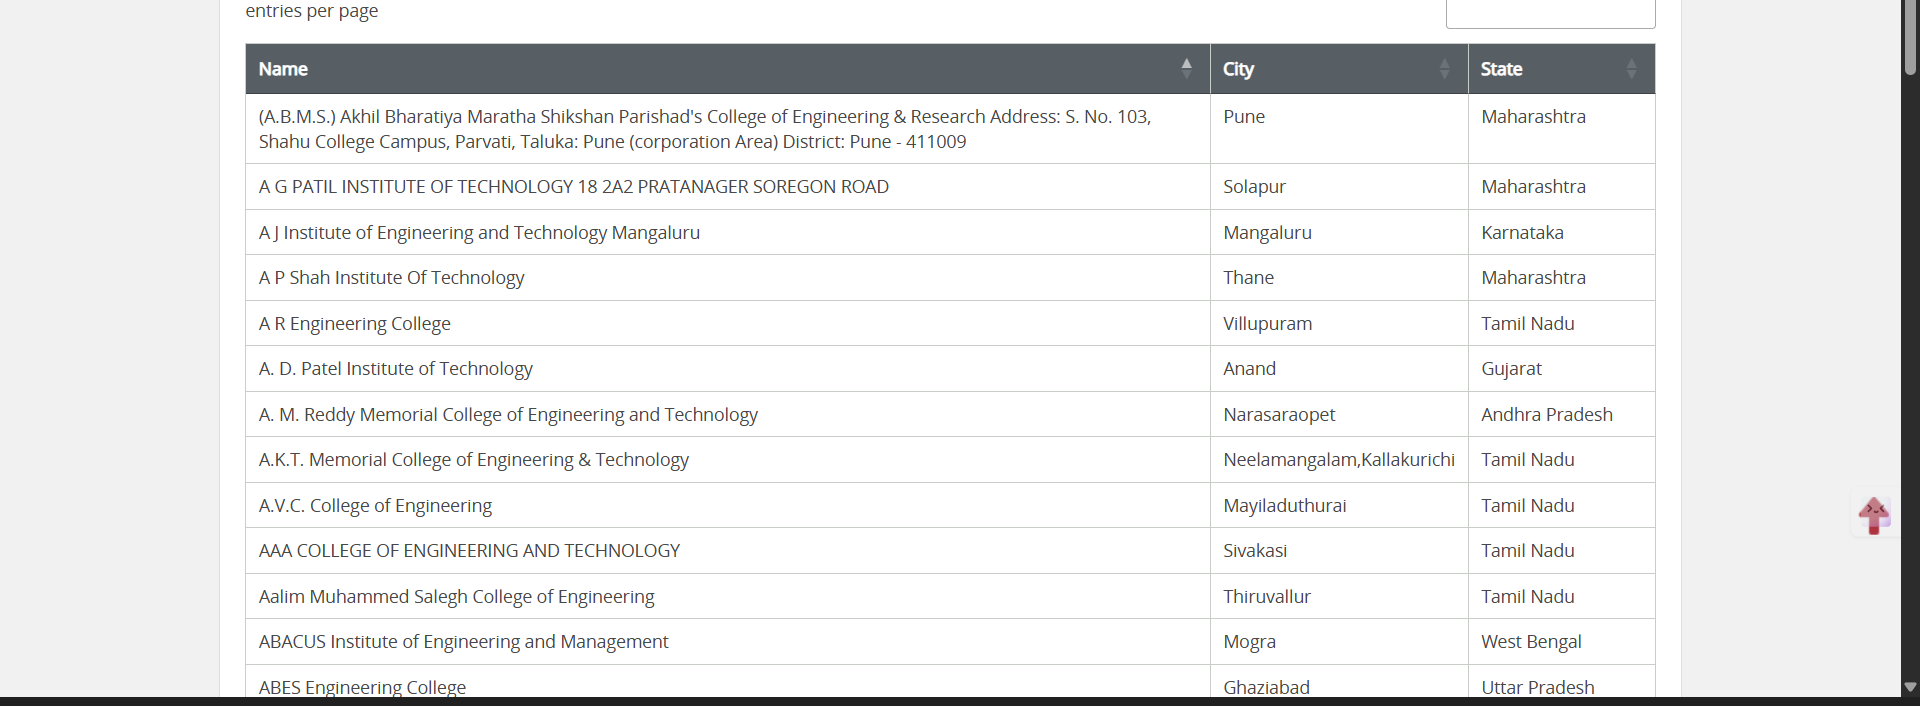 entries per page
Name City State
(A.B.M.S.) Akhil Bharatiya Maratha Shikshan Parishad's College of Engineering & Research Address: S. No. 103, Pune Maharashtra
Shahu College Campus, Parvati, Taluka: Pune (corporation Area) District: Pune - 411009
A G PATIL INSTITUTE OF TECHNOLOGY 18 2A2 PRATANAGER SOREGON ROAD Solapur Maharashtra
A J Institute of Engineering and Technology Mangaluru Mangaluru Karnataka
A P Shah Institute Of Technology Thane Maharashtra
A R Engineering College Villupuram Tamil Nadu
A. D. Patel Institute of Technology Anand Gujarat
A. M. Reddy Memorial College of Engineering and Technology Narasaraopet Andhra Pradesh
A.K.T. Memorial College of Engineering & Technology Neelamangalam,Kallakurichi Tamil Nadu
A.V.C. College of Engineering Mayiladuthurai Tamil Nadu
AAA COLLEGE OF ENGINEERING AND TECHNOLOGY Sivakasi Tamil Nadu
Aalim Muhammed Salegh College of Engineering Thiruvallur Tamil Nadu
ABACUS Institute of Engineering and Management Mogra West Bengal
ABES Engineering College Ghaziabad Uttar Pradesh